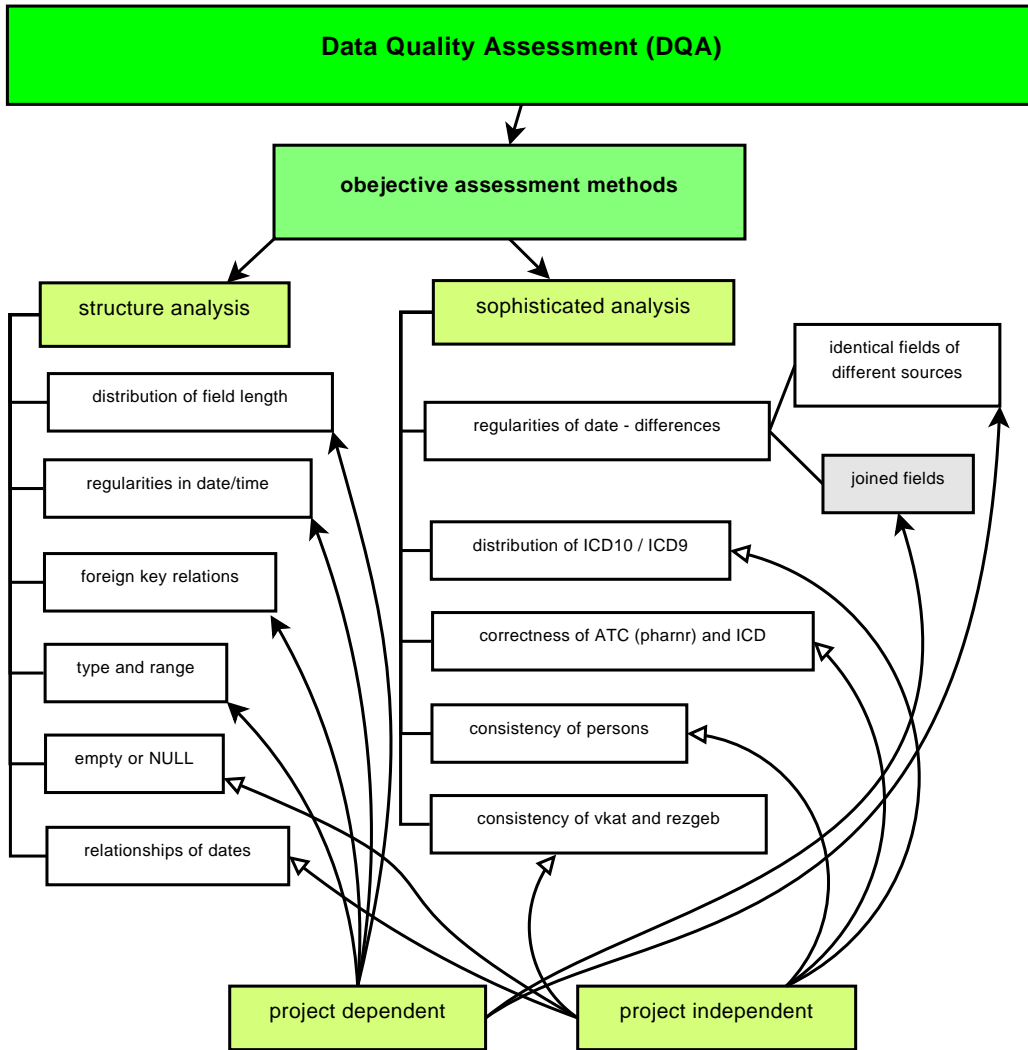 Data Quality Assessment (DQA)
obejective assessment methods
structure analysis
distribution of field length
regularities in date/time
foreign key relations
type and range
empty or NULL
relationships of dates
sophisticated analysis
regularities of date - differences
identical fields of
different sources
joined fields
distribution of ICD10 / ICD9
correctness of ATC (pharnr) and ICD
consistency of persons
consistency of vkat and rezgeb
project dependent
project independent